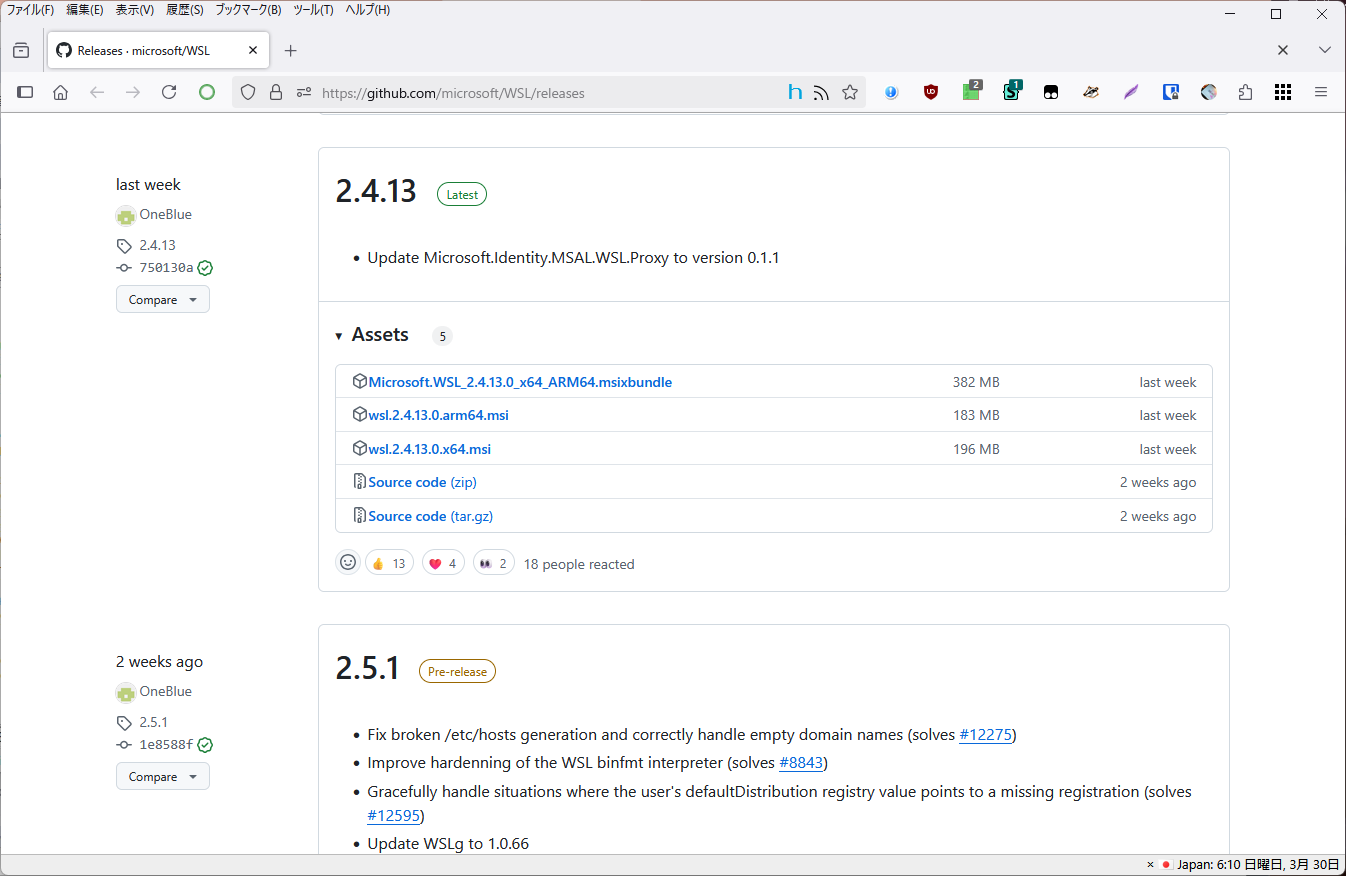 ファイル(F) 編集(E) 表示(V) 履歴(S) ブックマーク(B) ツール(T) ヘルプ(H)
Releases · microsoft/WSL
https://github.com/microsoft/WSL/releases
h
2
1
last week
OneBlue
2.4.13
750130a
Compare
2.4.13 Latest
Update Microsoft.Identity.MSAL.WSL.Proxy to version 0.1.1
Assets 5
Microsoft.WSL_2.4.13.0_x64_ARM64.msixbundle 382 MB last week
wsl.2.4.13.0.arm64.msi 183 MB last week
wsl.2.4.13.0.x64.msi 196 MB last week
Source code (zip) 2 weeks ago
Source code (tar.gz) 2 weeks ago
13 4 2 18 people reacted
2 weeks ago
OneBlue
2.5.1
1e8588f
Compare
2.5.1 Pre-release
Fix broken /etc/hosts generation and correctly handle empty domain names (solves #12275)
Improve hardenning of the WSL binfmt interpreter (solves #8843)
Gracefully handle situations where the user's defaultDistribution registry value points to a missing registration (solves
#12595)
Update WSLg to 1.0.66
Japan: 6:10 日曜日, 3月 30日